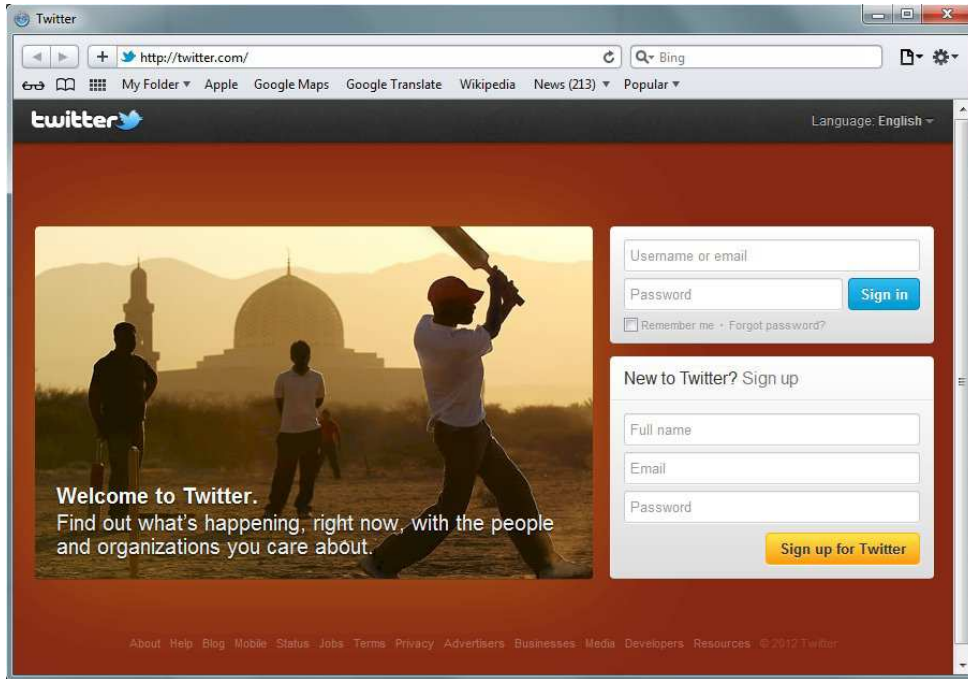 Twitter
http://twitter.com/
Bing
My Folder Apple Google Maps Google Translate Wikipedia News (213) Popular
twitter
Language: English
Username or email
Password
Sign in
Remember me · Forgot password?
New to Twitter? Sign up
Full name
Email
Password
Sign up for Twitter
Welcome to Twitter.
Find out what's happening, right now, with the people
and organizations you care about.
About Help Blog Mobile Status Jobs Terms Privacy Advertisers Businesses Media Developers Resources © 2012 Twitter